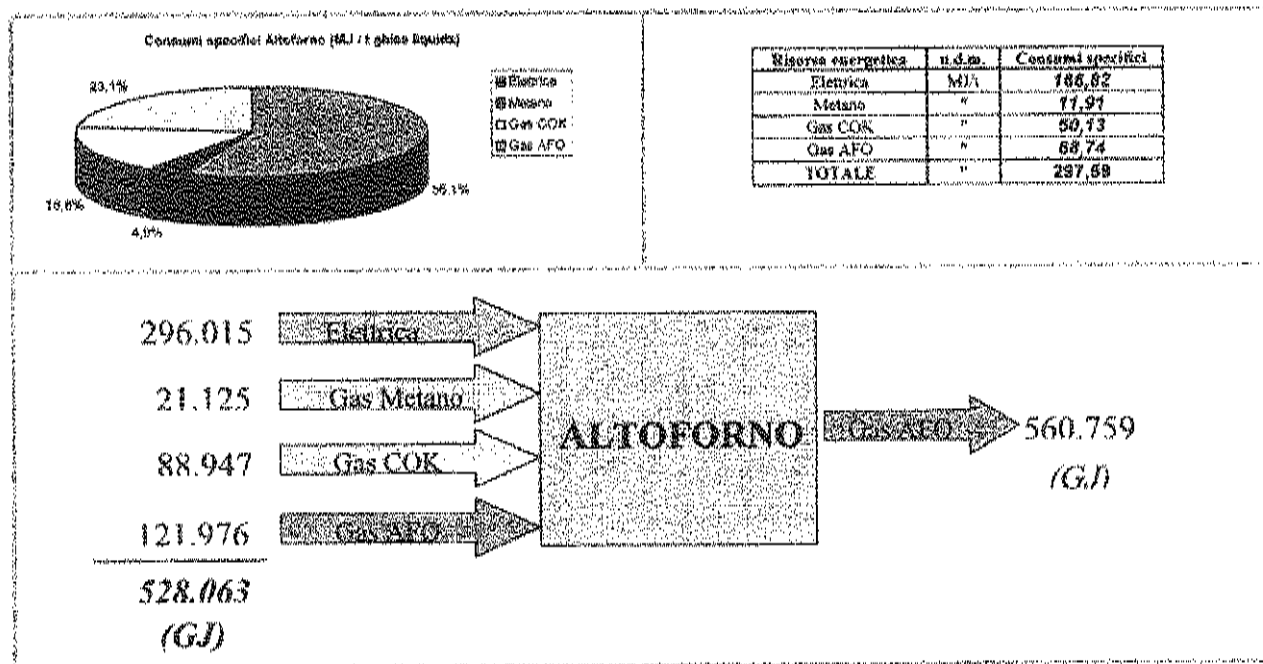 Consumi specifici Altoforno (MJ / t ghisa liquida)
23,1%
16,8%
4,0%
56,1%
Elettrica
Metano
Gas COK
Gas AFO
Risorsa energetica u.d.m. Consumi specifici
Elettrica MJ/t 166,82
Metano " 11,91
Gas COK " 50,13
Gas AFO " 68,74
TOTALE " 297,59
296.015 Elettrica
21.125 Gas Metano
88.947 Gas COK
121.976 Gas AFO
528.063
(GJ)
ALTOFORNO
Gas AFO 560.759
(GJ)